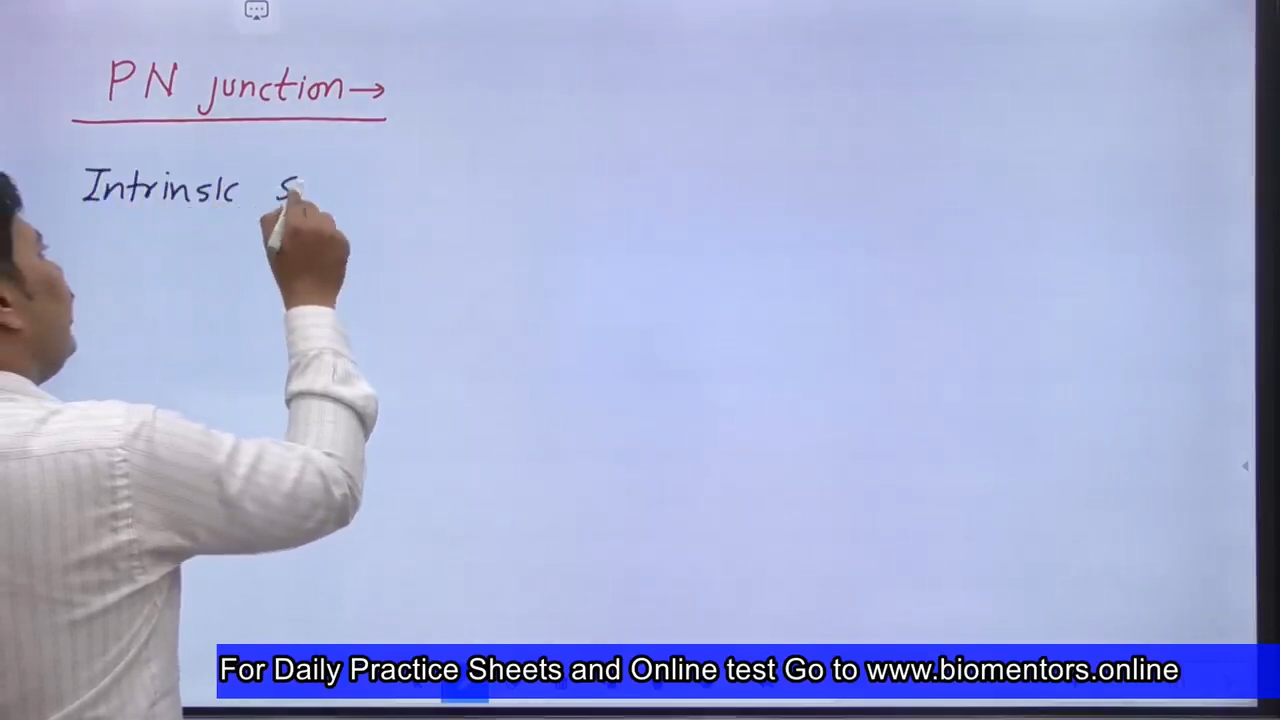 PN junction→
Intrinsic S
For Daily Practice Sheets and Online test Go to www.biomentors.online